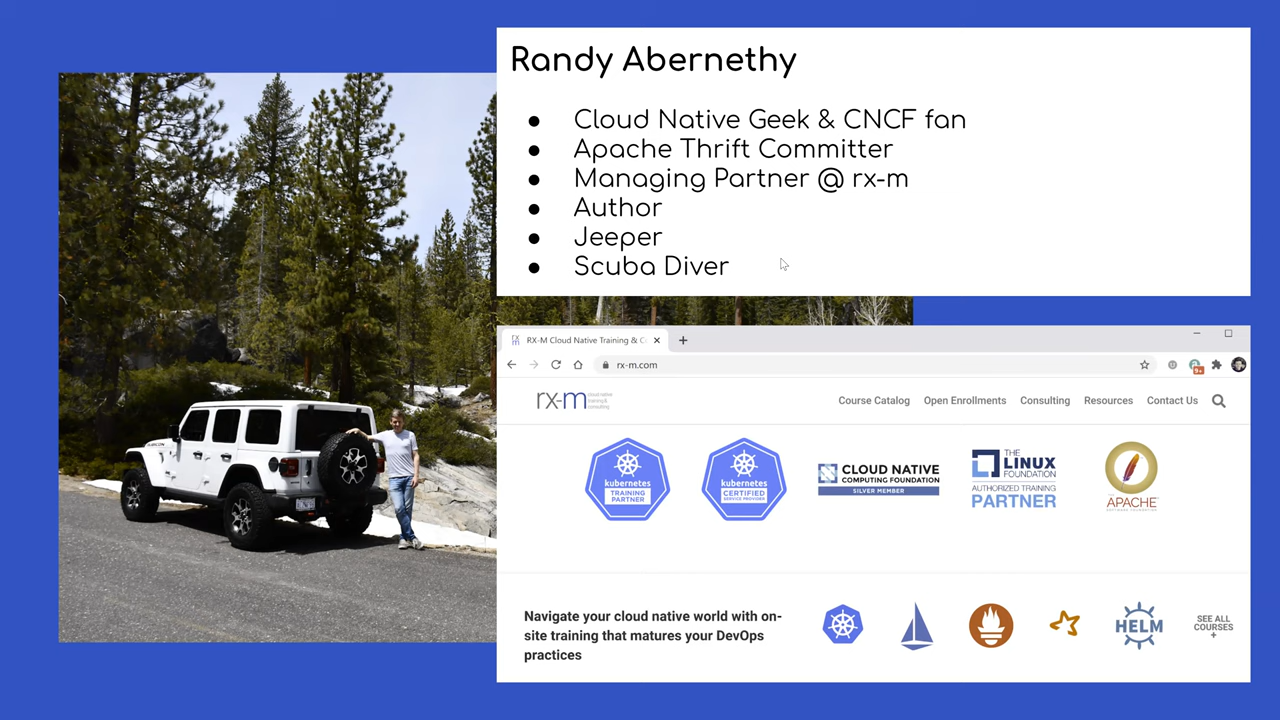 Randy Abernethy
● Cloud Native Geek & CNCF fan
● Apache Thrift Committer
● Managing Partner @ rx-m
● Author
● Jeeper
● Scuba Diver
RX-M Cloud Native Training & C
rx-m.com
9+
rx-m cloud native
training &
consulting
Course Catalog Open Enrollments Consulting Resources Contact Us
kubernetes
TRAINING
PARTNER
kubernetes
CERTIFIED
SERVICE PROVIDER
CLOUD NATIVE
COMPUTING FOUNDATION
SILVER MEMBER
THE
LINUX
FOUNDATION
AUTHORIZED TRAINING
PARTNER
APACHE
SOFTWARE FOUNDATION
Navigate your cloud native world with on-
site training that matures your DevOps
practices
HELM
SEE ALL
COURSES
+